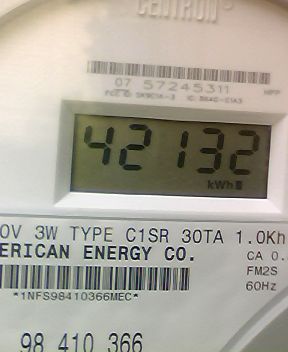 CENTRON®
07 57245311
42132
kWh
0V 3W TYPE C1SR 30TA 1.0Kh
ERICAN ENERGY CO.
CA 0.
FM2S
60Hz
*1NFS98410366MEC*
98 410 366